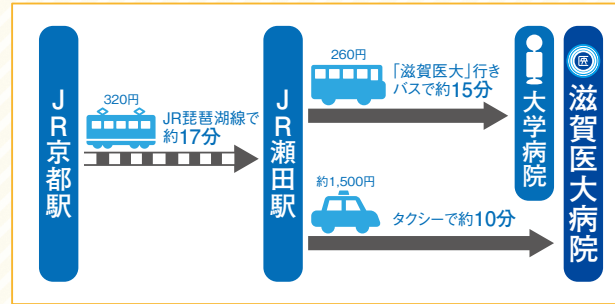 JR京都駅
320円
JR琵琶湖線で
約17分
JR瀬田駅
260円
「滋賀医大」行き
バスで約15分
大学病院
約1,500円
タクシーで約10分
滋賀医大病院